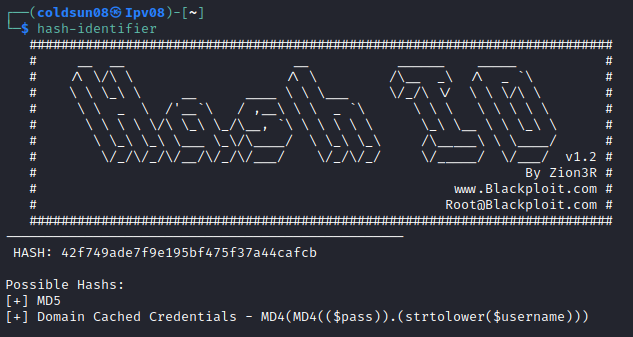 ┌──(coldsun08㉿Ipv08)-[~]
└─$ hash-identifier
#########################################################################
# v1.2 #
# By Zion3R #
# www.Blackploit.com #
# Root@Blackploit.com #
#########################################################################
--------------------------------------------------
HASH: 42f749ade7f9e195bf475f37a44cafcb
Possible Hashs:
[+] MD5
[+] Domain Cached Credentials - MD4(MD4(($pass)).(strtolower($username)))